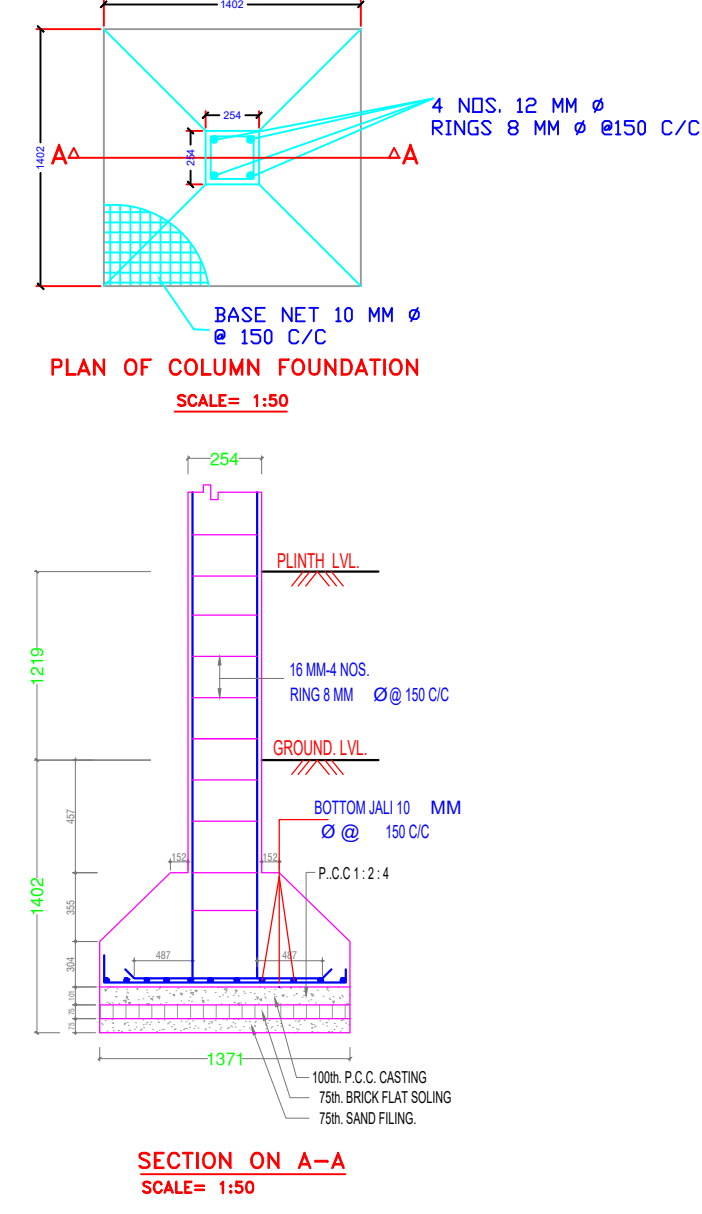 1402
254
4 NOS. 12 MM Ø
RINGS 8 MM Ø @150 C/C
1402
254
A
A
BASE NET 10 MM Ø
@ 150 C/C
PLAN OF COLUMN FOUNDATION
SCALE= 1:50
254
PLINTH LVL.
1219
16 MM-4 NOS.
RING 8 MM Ø @ 150 C/C
GROUND. LVL.
BOTTOM JALI 10 MM
Ø @ 150 C/C
457
152
152
P..C.C 1 : 2 : 4
1402
355
304
487
487
101
75
75
1371
100th. P.C.C. CASTING
75th. BRICK FLAT SOLING
75th. SAND FILING.
SECTION ON A-A
SCALE= 1:50